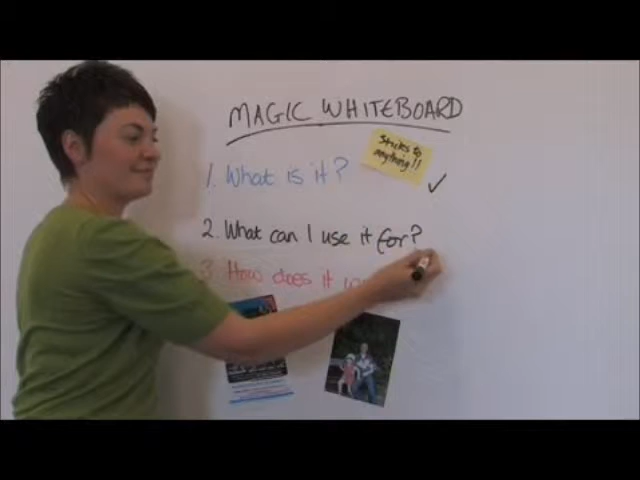 MAGIC WHITEBOARD
Sticks to
anything!!
1. What is it?
2. What can I use it for?
3 How does it